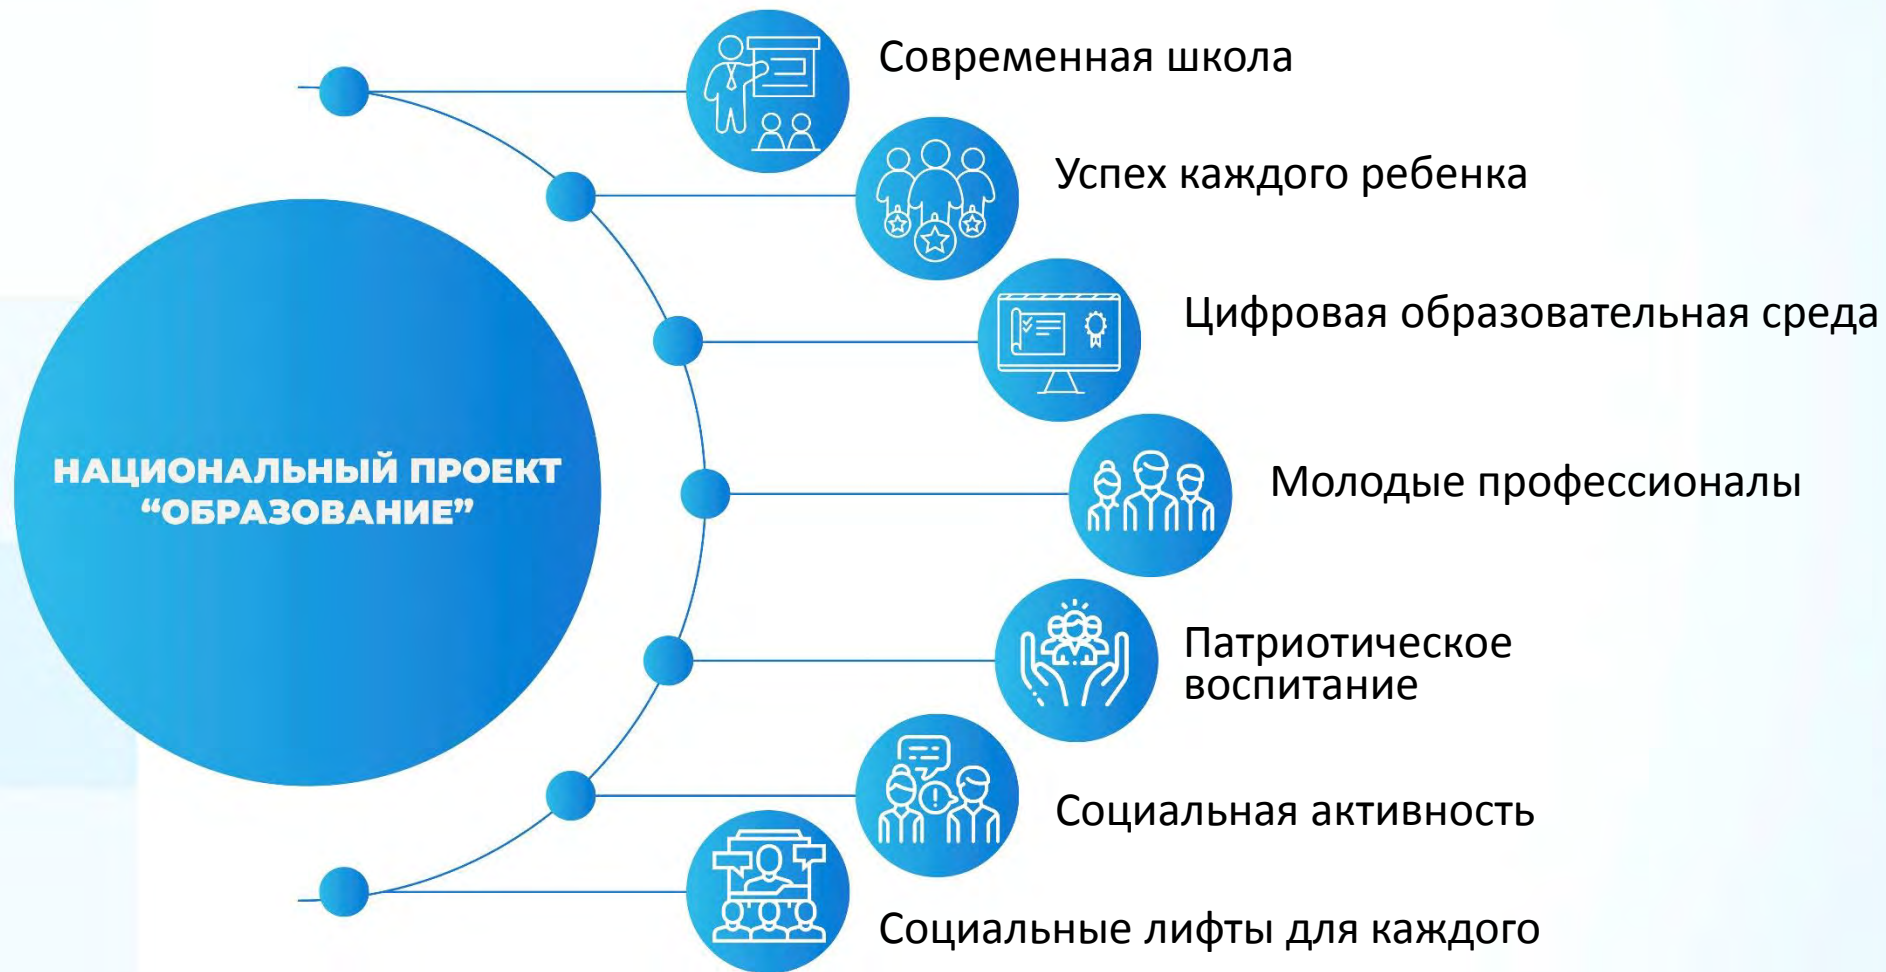 Современная школа
Успех каждого ребенка
Цифровая образовательная среда
НАЦИОНАЛЬНЫЙ ПРОЕКТ
“ОБРАЗОВАНИЕ”
Молодые профессионалы
Патриотическое
воспитание
Социальная активность
Социальные лифты для каждого